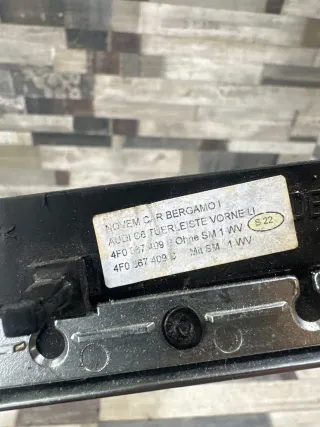 NOVEM CAR BERGAMO I
AUDI C6 TUERLEISTE VORNE LI
4F0 867 409 Ohne SM 1 WV S 22
4F0 867 409 Mit SM 1 WV